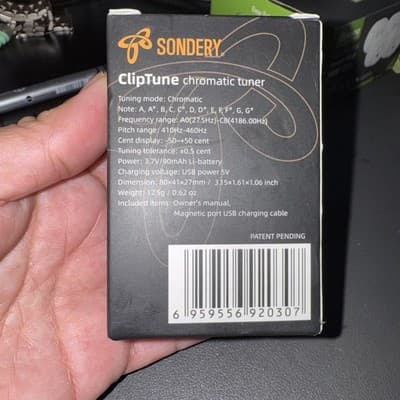 SONDERY
ClipTune chromatic tuner
Tuning mode: Chromatic
Note: A, A#, B, C, C#, D, D#, E, F, F#, G, G#
Frequency range: A0(27.5Hz)-C8(4186.00Hz)
Pitch range: 410Hz-460Hz
Cent display: -50~+50 cent
Tuning tolerance: ±0.5 cent
Power: 3.7V/90mAh Li-battery
Charging voltage: USB power 5V
Dimension: 80×41×27mm / 3.15×1.61×1.06 inch
Weight: 17.5g / 0.62 oz
Included items: Owner's manual,
Magnetic port USB charging cable
PATENT PENDING
6 959556 920307